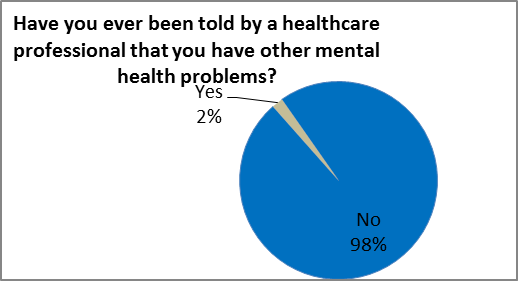 Have you ever been told by a healthcare
professional that you have other mental
health problems?
Yes
2%
No
98%